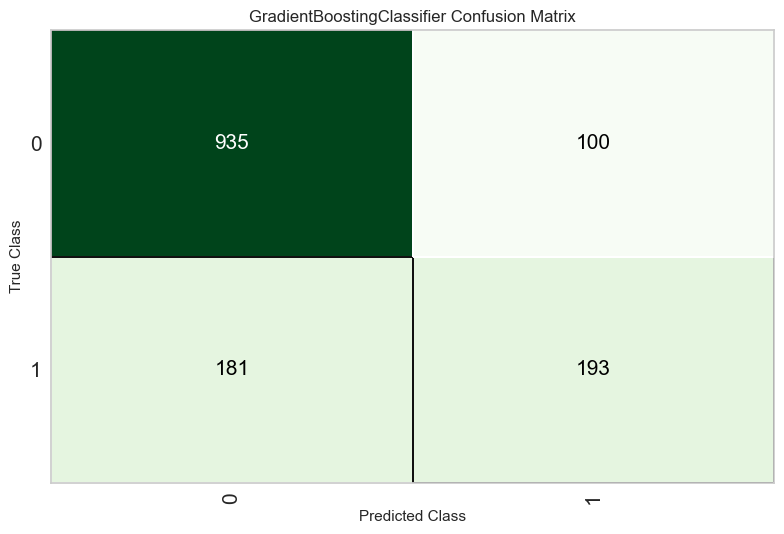 GradientBoostingClassifier Confusion Matrix
0
935
100
True Class
1
181
193
0
1
Predicted Class